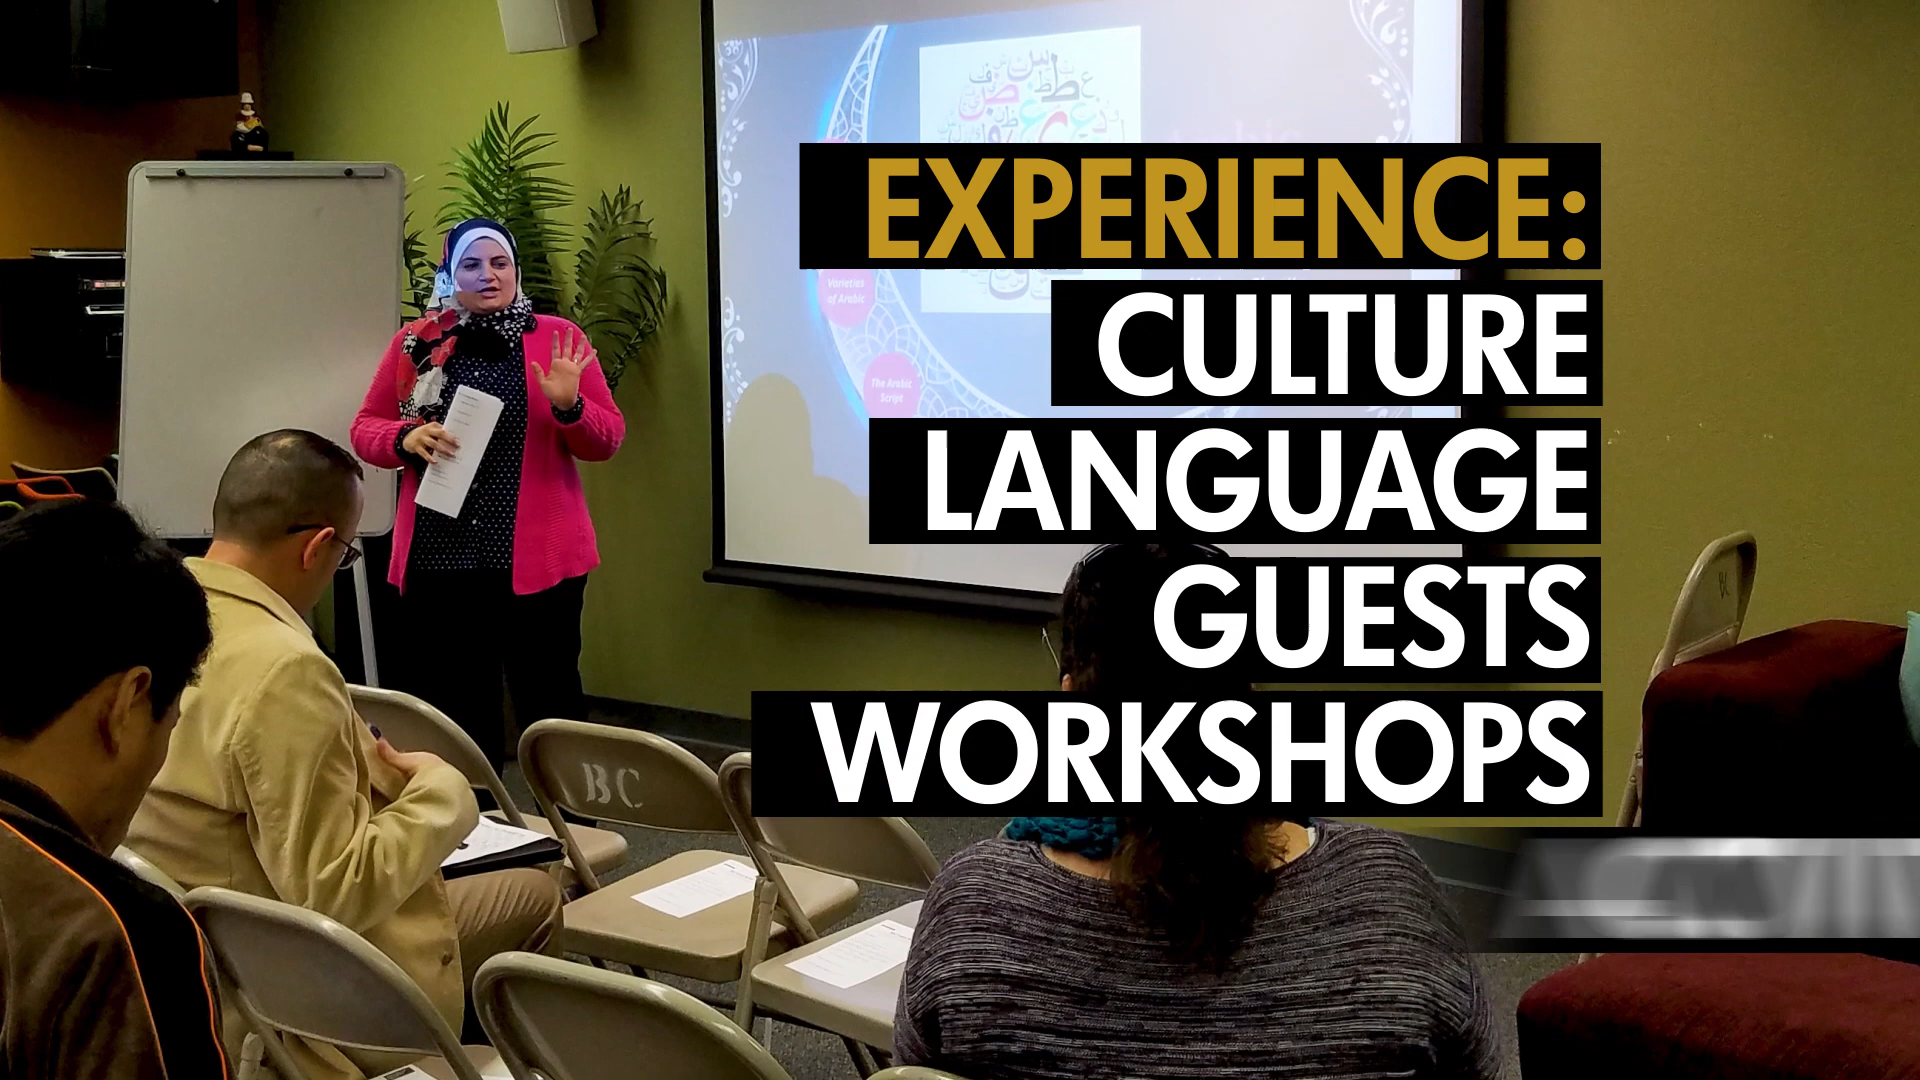 EXPERIENCE:
CULTURE
LANGUAGE
GUESTS
WORKSHOPS
Varieties
of Arabic
The Arabic
Script
BC